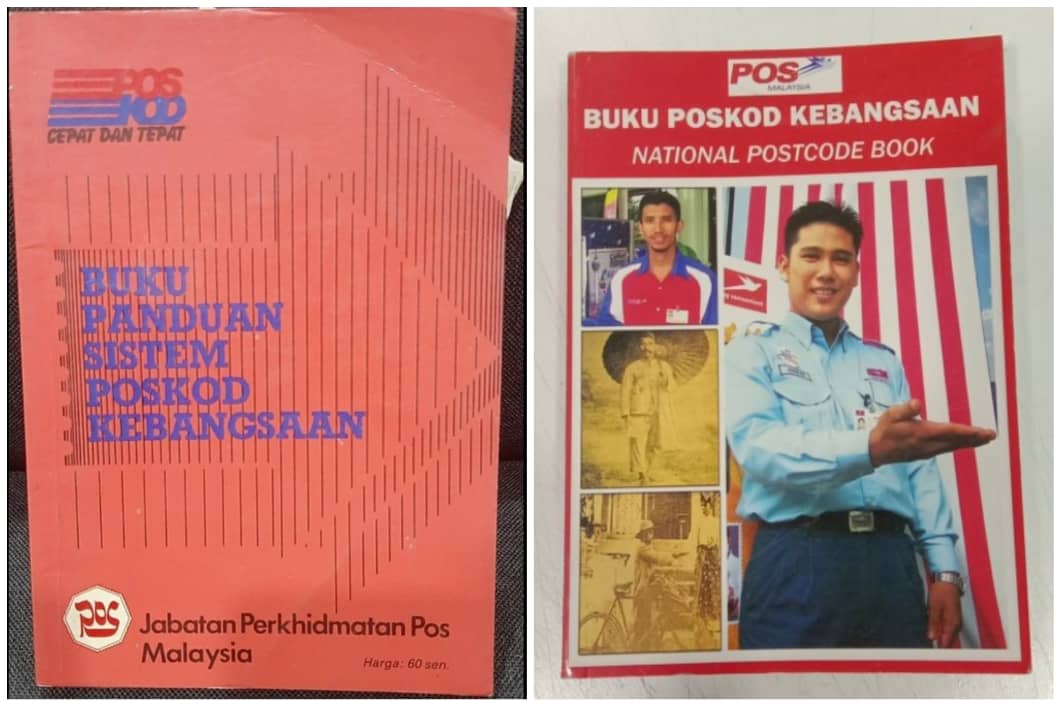 POS
KOD
CEPAT DAN TEPAT
BUKU
PANDUAN
SISTEM
POSKOD
KEBANGSAAN
pos
Jabatan Perkhidmatan Pos
Malaysia
Harga: 60 sen.
POS
MALAYSIA
BUKU POSKOD KEBANGSAAN
NATIONAL POSTCODE BOOK